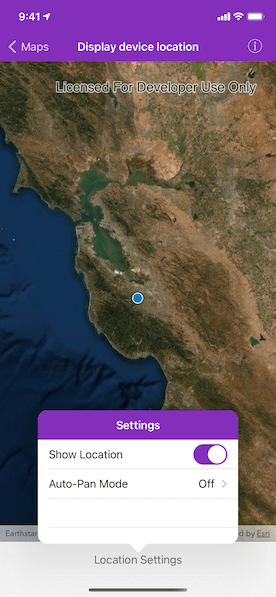 9:41
Maps
Display device location
Licensed For Developer Use Only
Settings
Show Location
Auto-Pan Mode Off
Earthstar
d by Esri
Location Settings